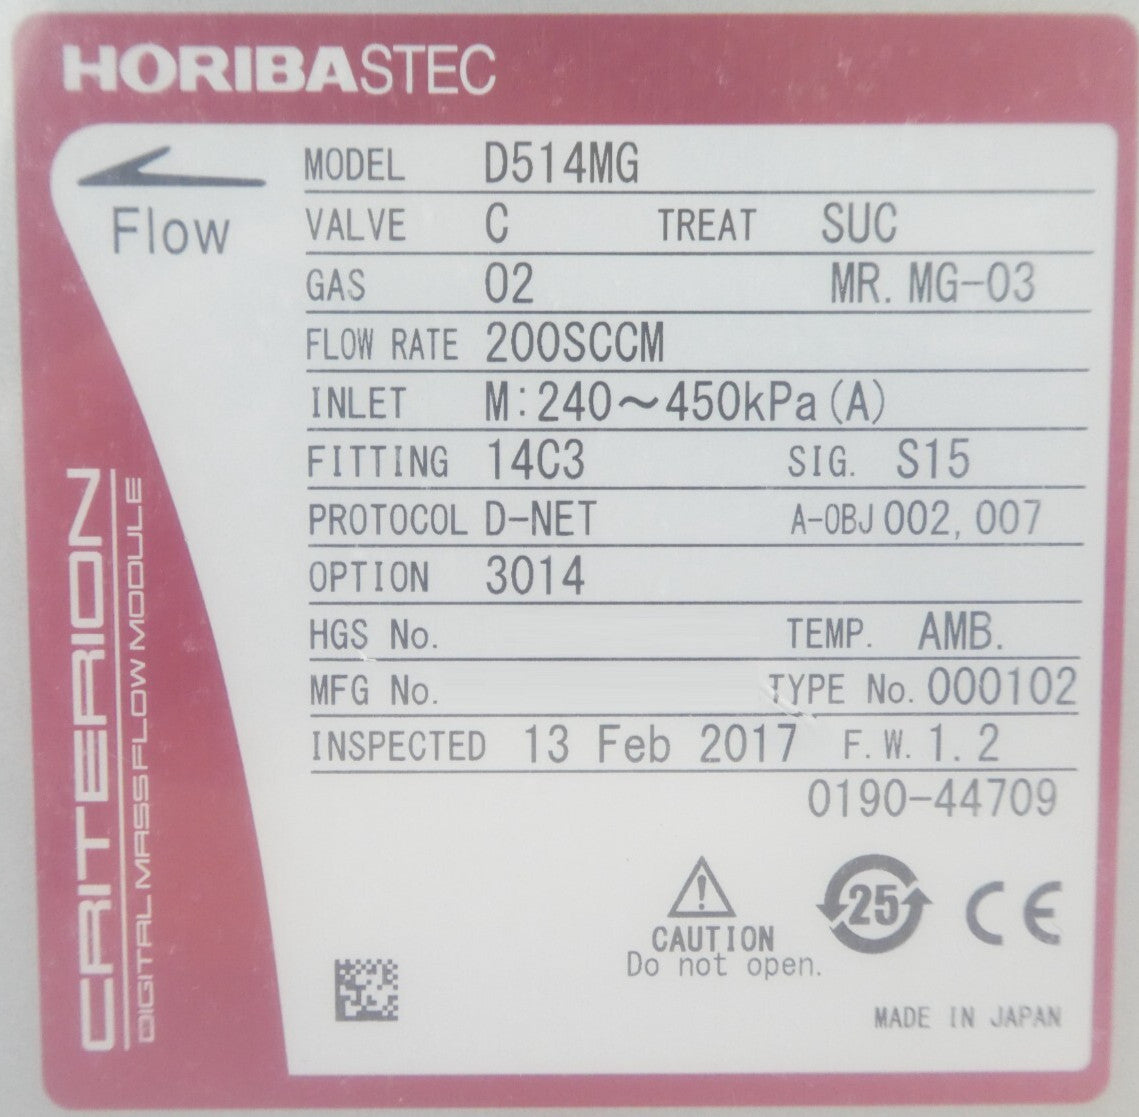 HORIBASTEC
Flow
MODEL D514MG
VALVE C TREAT SUC
GAS O2 MR. MG-03
FLOW RATE 200SCCM
INLET M:240～450kPa(A)
FITTING 14C3 SIG. S15
PROTOCOL D-NET A-OBJ 002, 007
OPTION 3014
HGS No. TEMP. AMB.
MFG No. TYPE No. 000102
INSPECTED 13 Feb 2017 F.W. 1.2
0190-44709
25 CE
CAUTION
Do not open.
MADE IN JAPAN
CRITERION
DIGITAL MASS FLOW MODULE